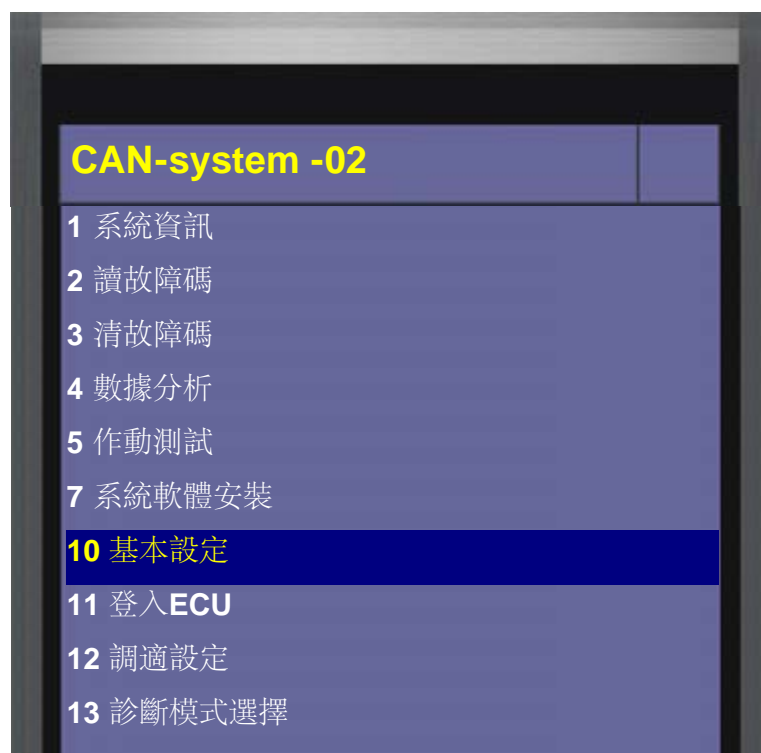 CAN-system -02
1 系統資訊
2 讀故障碼
3 清故障碼
4 數據分析
5 作動測試
7 系統軟體安裝
10 基本設定
11 登入ECU
12 調適設定
13 診斷模式選擇